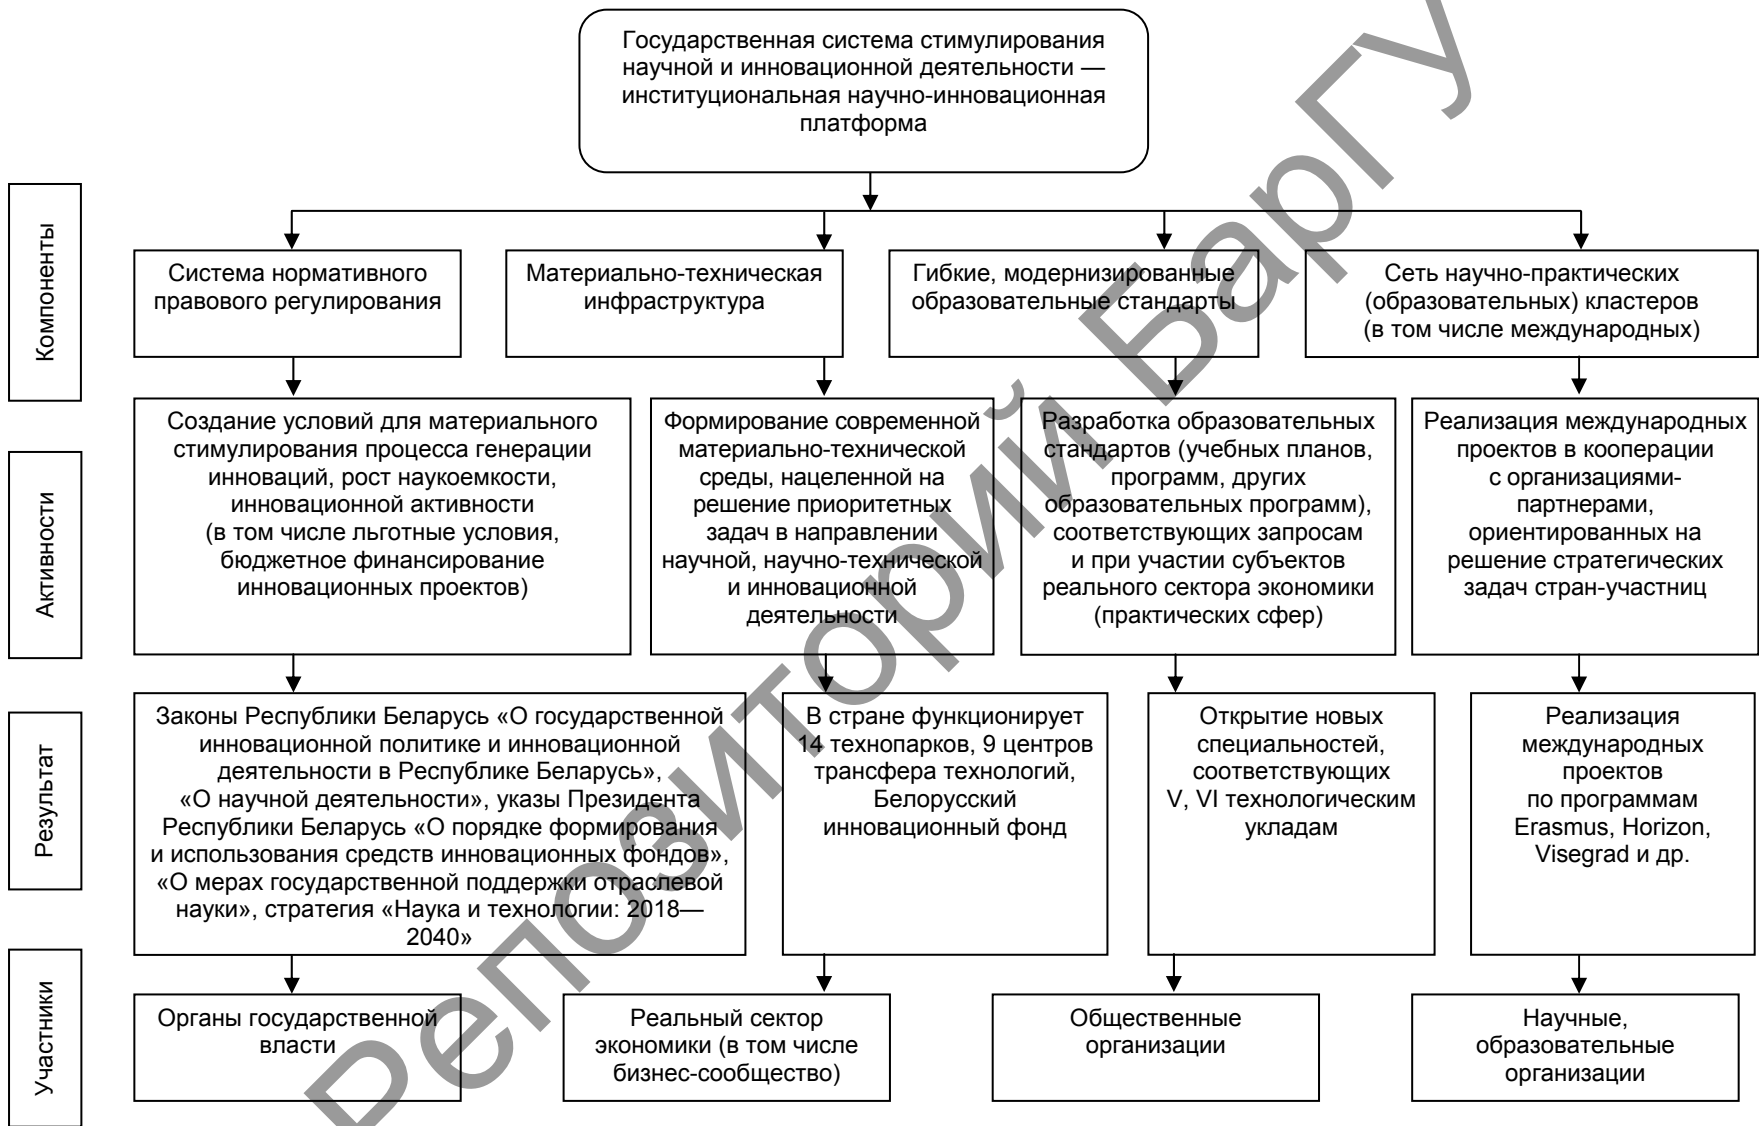 Государственная система стимулирования
научной и инновационной деятельности —
институциональная научно-инновационная
платформа
Компоненты
Система нормативного
правового регулирования
Материально-техническая
инфраструктура
Гибкие, модернизированные
образовательные стандарты
Сеть научно-практических
(образовательных) кластеров
(в том числе международных)
Активности
Создание условий для материального
стимулирования процесса генерации
инноваций, рост наукоемкости,
инновационной активности
(в том числе льготные условия,
бюджетное финансирование
инновационных проектов)
Формирование современной
материально-технической
среды, нацеленной на
решение приоритетных
задач в направлении
научной, научно-технической
и инновационной
деятельности
Разработка образовательных
стандартов (учебных планов,
программ, других
образовательных программ),
соответствующих запросам
и при участии субъектов
реального сектора экономики
(практических сфер)
Реализация международных
проектов в кооперации
с организациями-
партнерами,
ориентированных на
решение стратегических
задач стран-участниц
Результат
Законы Республики Беларусь «О государственной
инновационной политике и инновационной
деятельности в Республике Беларусь»,
«О научной деятельности», указы Президента
Республики Беларусь «О порядке формирования
и использования средств инновационных фондов»,
«О мерах государственной поддержки отраслевой
науки», стратегия «Наука и технологии: 2018—
2040»
В стране функционирует
14 технопарков, 9 центров
трансфера технологий,
Белорусский
инновационный фонд
Открытие новых
специальностей,
соответствующих
V, VI технологическим
укладам
Реализация
международных
проектов
по программам
Erasmus, Horizon,
Visegrad и др.
Участники
Органы государственной
власти
Реальный сектор
экономики (в том числе
бизнес-сообщество)
Общественные
организации
Научные,
образовательные
организации
Репозиторий БарГУ